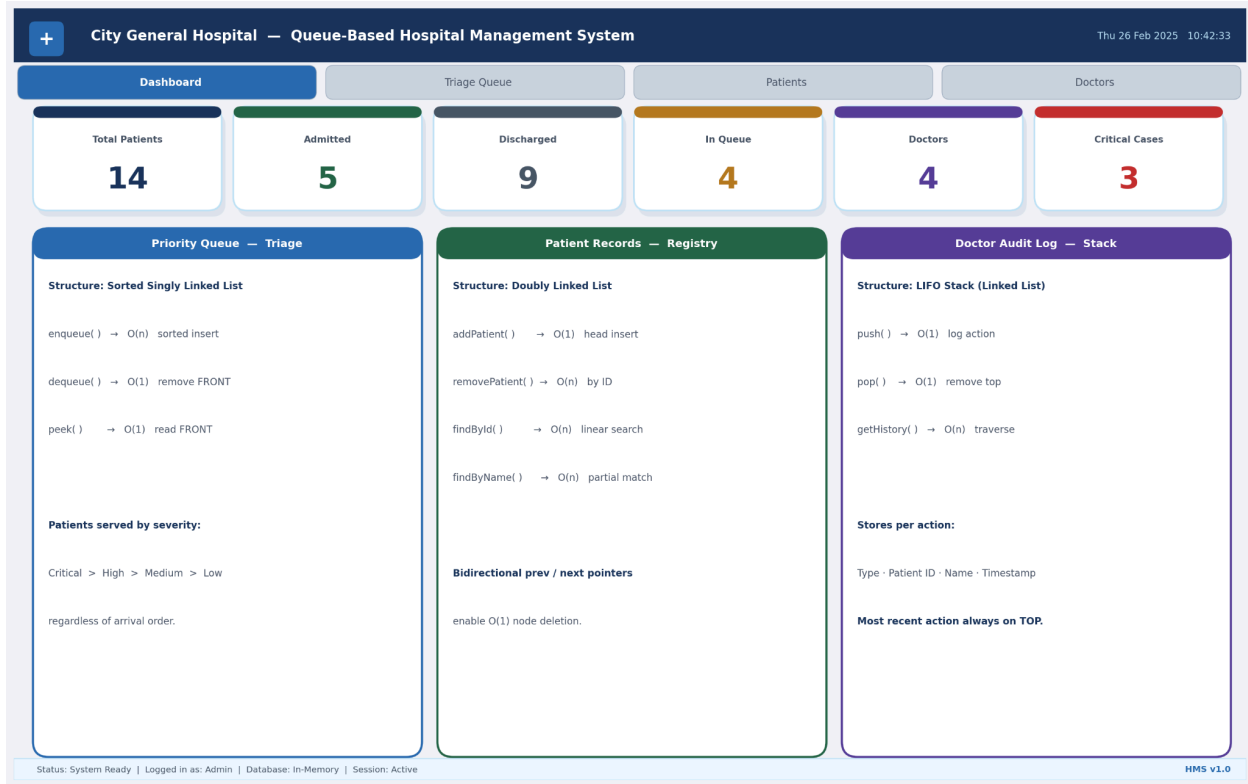 +
City General Hospital — Queue-Based Hospital Management System
Thu 26 Feb 2025 10:42:33
Dashboard
Triage Queue
Patients
Doctors
Total Patients
14
Admitted
5
Discharged
9
In Queue
4
Doctors
4
Critical Cases
3
Priority Queue — Triage
Structure: Sorted Singly Linked List
enqueue( ) → O(n) sorted insert
dequeue( ) → O(1) remove FRONT
peek( ) → O(1) read FRONT
Patients served by severity:
Critical > High > Medium > Low
regardless of arrival order.
Patient Records — Registry
Structure: Doubly Linked List
addPatient( ) → O(1) head insert
removePatient( ) → O(n) by ID
findById( ) → O(n) linear search
findByName( ) → O(n) partial match
Bidirectional prev / next pointers
enable O(1) node deletion.
Doctor Audit Log — Stack
Structure: LIFO Stack (Linked List)
push( ) → O(1) log action
pop( ) → O(1) remove top
getHistory( ) → O(n) traverse
Stores per action:
Type · Patient ID · Name · Timestamp
Most recent action always on TOP.
Status: System Ready | Logged in as: Admin | Database: In-Memory | Session: Active
HMS v1.0